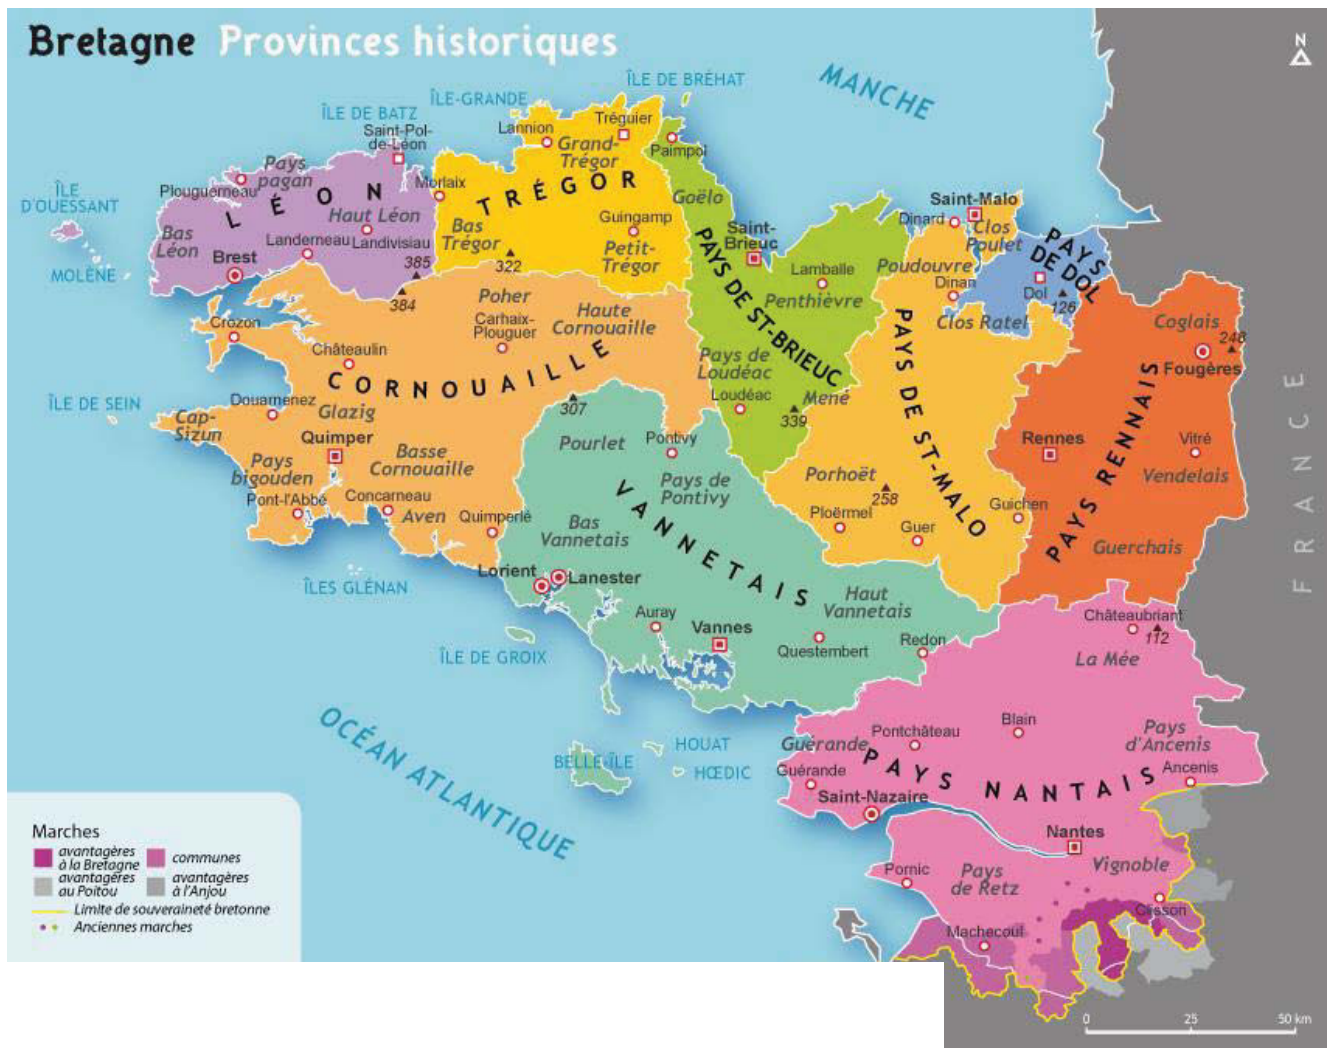 Bretagne Provinces historiques
N
MANCHE
ÎLE DE BRÉHAT
ÎLE-GRANDE
ÎLE DE BATZ
Saint-Pol-
de-Léon
Lannion
Tréguier
Grand-
Trégor
Paimpol
Pays
pagan
Plouguerneau
Morlaix
ÎLE
D'OUESSANT
LÉON
TRÉGOR
Goëlo
Haut Léon
Bas
Léon
Landerneau
Landivisiau
Brest
MOLÈNE
385
384
Bas
Trégor
322
Guingamp
Petit-
Trégor
Saint-
Brieuc
PAYS DE ST-BRIEUC
Lamballe
Penthièvre
Saint-Malo
Dinard
Clos
Poulet
Poudouvre
Dinan
PAYS
DE DOL
Dol
126
Clos Ratel
Crozon
Poher
Carhaix-
Plouguer
Haute
Cornouaille
Châteaulin
CORNOUAILLE
307
Pays de
Loudéac
Loudéac
Mené
339
PAYS DE ST-MALO
Coglais
248
Fougères
PAYS RENNAIS
Rennes
Vitré
Vendelais
Guerchais
FRANCE
ÎLE DE SEIN
Douarnenez
Glazig
Cap-
Sizun
Quimper
Pays
bigouden
Pont-l'Abbé
Basse
Cornouaille
Concarneau
Aven
Quimperlé
Pourlet
Pontivy
Pays de
Pontivy
VANNETAIS
Bas
Vannetais
Porhoët
258
Ploërmel
Guer
Guichen
ÎLES GLÉNAN
Lorient
Lanester
Auray
Vannes
Haut
Vannetais
Questembert
Redon
ÎLE DE GROIX
Châteaubriant
112
La Mée
OCÉAN ATLANTIQUE
BELLE-ÎLE
HOUAT
HŒDIC
Guérande
Guérande
Pontchâteau
Blain
Pays
d'Ancenis
Ancenis
PAYS NANTAIS
Saint-Nazaire
Nantes
Vignoble
Pornic
Pays
de Retz
Clisson
Machecoul
Marches
avantagères
à la Bretagne
communes
avantagères
au Poitou
avantagères
à l'Anjou
Limite de souveraineté bretonne
Anciennes marches
0 25 50 km